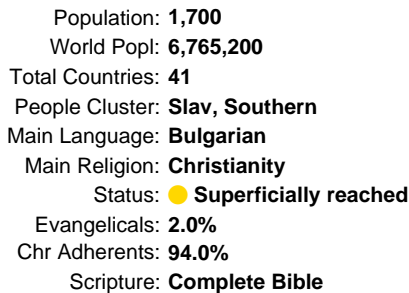 Population: 1,700
World Popl: 6,765,200
Total Countries: 41
People Cluster: Slav, Southern
Main Language: Bulgarian
Main Religion: Christianity
Status: Superficially reached
Evangelicals: 2.0%
Chr Adherents: 94.0%
Scripture: Complete Bible